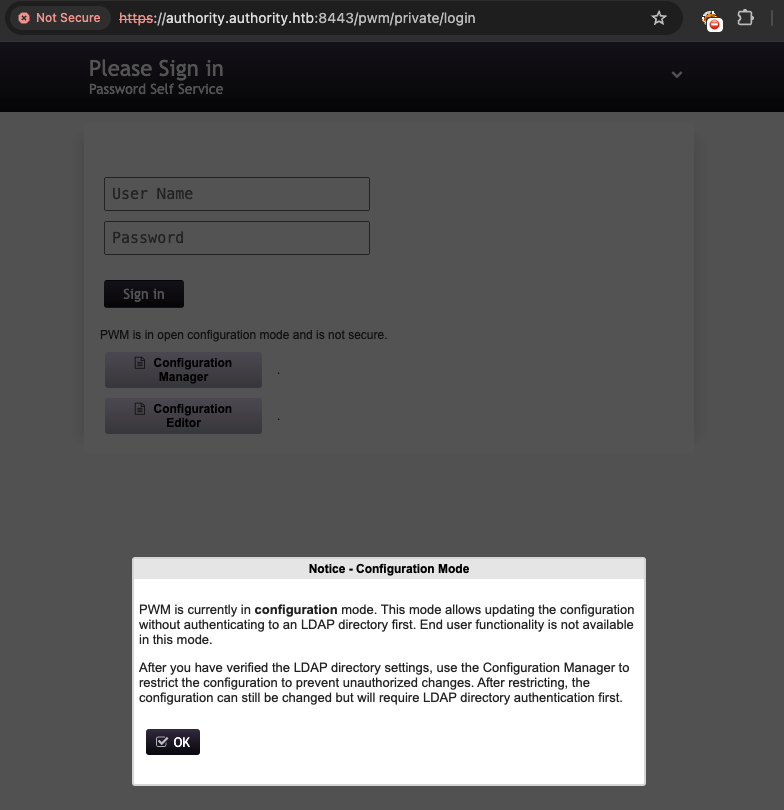 Not Secure https://authority.authority.htb:8443/pwm/private/login
Please Sign in
Password Self Service
User Name
Password
Sign in
PWM is in open configuration mode and is not secure.
Configuration
Manager
.
Configuration
Editor
.
Notice - Configuration Mode
PWM is currently in configuration mode. This mode allows updating the configuration
without authenticating to an LDAP directory first. End user functionality is not available
in this mode.
After you have verified the LDAP directory settings, use the Configuration Manager to
restrict the configuration to prevent unauthorized changes. After restricting, the
configuration can still be changed but will require LDAP directory authentication first.
OK